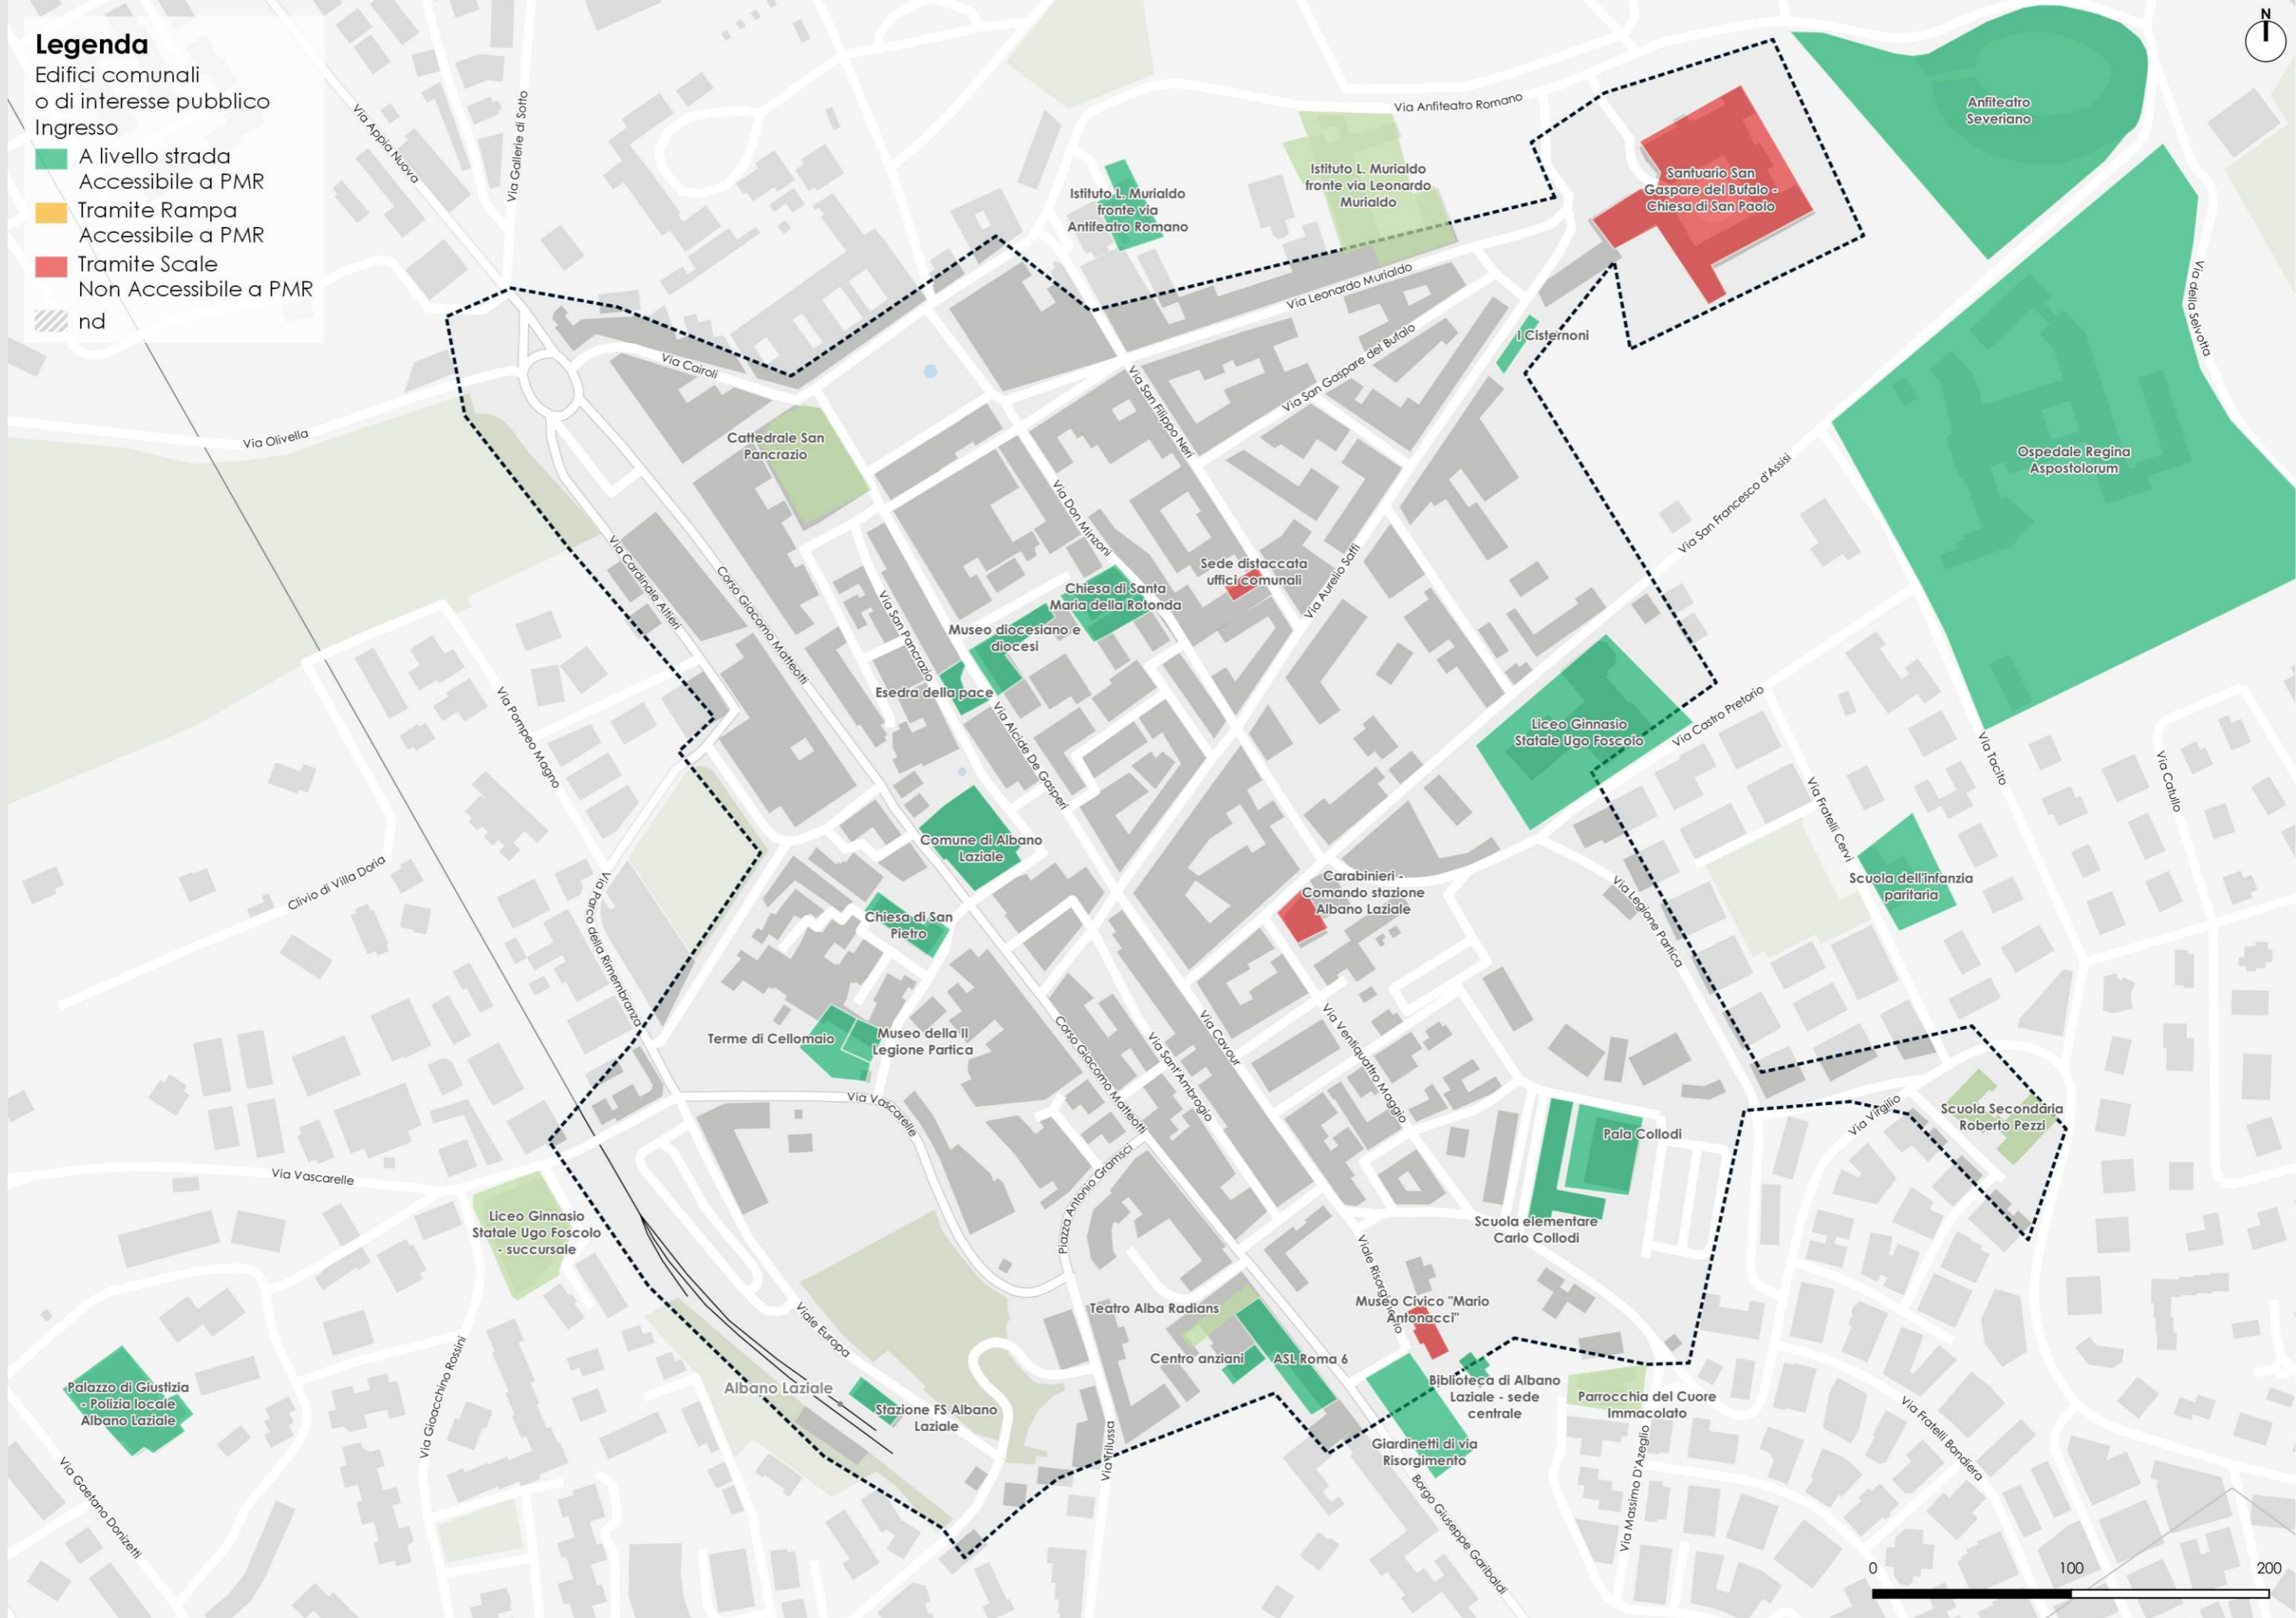 Legenda
Edifici comunali
o di interesse pubblico
Ingresso
A livello strada
Accessibile a PMR
Tramite Rampa
Accessibile a PMR
Tramite Scale
Non Accessibile a PMR
nd
N
Via Appia Nuova
Via Gallerie di Sotto
Via Anfiteatro Romano
Anfiteatro
Severiano
Istituto L. Murialdo
fronte via
Antifeatro Romano
Istituto L. Murialdo
fronte via Leonardo
Murialdo
Santuario San
Gaspare del Bufalo -
Chiesa di San Paolo
Via della Selvotta
Via Leonardo Murialdo
I Cisternoni
Via Cairoli
Via San Gaspare del Bufalo
Via San Filippo Neri
Via Olivella
Cattedrale San
Pancrazio
Ospedale Regina
Aspostolorum
Via San Francesco d'Assisi
Via Don Minzoni
Via Cardinale Altieri
Corso Giacomo Matteotti
Via San Pancrazio
Sede distaccata
uffici comunali
Via Aurelio Saffi
Chiesa di Santa
Maria della Rotonda
Museo diocesiano e
diocesi
Esedra della pace
Via Alcide De Gasperi
Liceo Ginnasio
Statale Ugo Foscolo
Via Castro Pretorio
Via Pompeo Magno
Via Tacito
Via Catullo
Via Fratelli Cervi
Comune di Albano
Laziale
Clivio di Villa Doria
Via Parco della Rimembranza
Carabinieri -
Comando stazione
Albano Laziale
Scuola dell'infanzia
paritaria
Via Legione Partica
Chiesa di San
Pietro
Terme di Cellomaio
Museo della II
Legione Partica
Corso Giacomo Matteotti
Via Sant'Ambrogio
Via Cavour
Via Ventiquattro Maggio
Via Vascarelle
Pala Collodi
Via Virgilio
Scuola Secondaria
Roberto Pezzi
Via Vascarelle
Piazza Antonio Gramsci
Liceo Ginnasio
Statale Ugo Foscolo
- succursale
Scuola elementare
Carlo Collodi
Viale Risorgimento
Teatro Alba Radians
Museo Civico "Mario
Antonacci"
Viale Europa
Centro anziani
ASL Roma 6
Via Gioacchino Rossini
Palazzo di Giustizia
- Polizia locale
Albano Laziale
Albano Laziale
Stazione FS Albano
Laziale
Biblioteca di Albano
Laziale - sede
centrale
Parrocchia del Cuore
Immacolato
Via Fratelli Bandiera
Via Trilussa
Giardinetti di via
Risorgimento
Via Massimo D'Azeglio
Via Gaetano Donizetti
Borgo Giuseppe Garibaldi
0 100 200